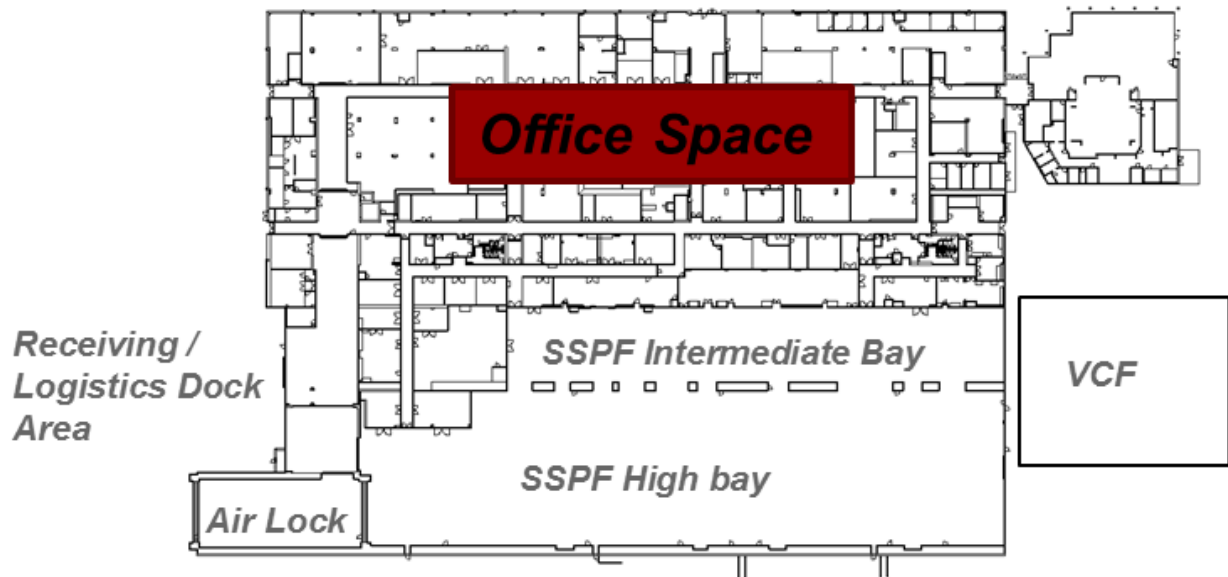 Office Space
Receiving /
Logistics Dock
Area
SSPF Intermediate Bay
VCF
SSPF High bay
Air Lock